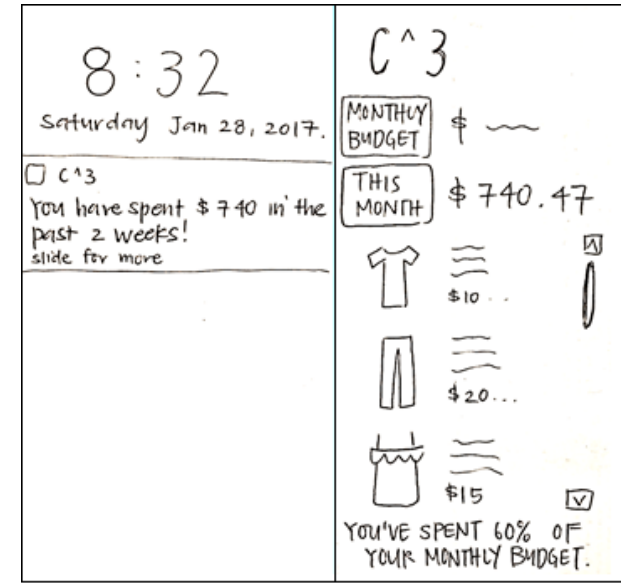 8:32
Saturday Jan 28, 2017.
C^3
You have spent $740 in the
past 2 weeks!
slide for more
C^3
MONTHLY
BUDGET
$
THIS
MONTH
$740.47
$10...
$20...
$15
YOU'VE SPENT 60% OF
YOUR MONTHLY BUDGET.